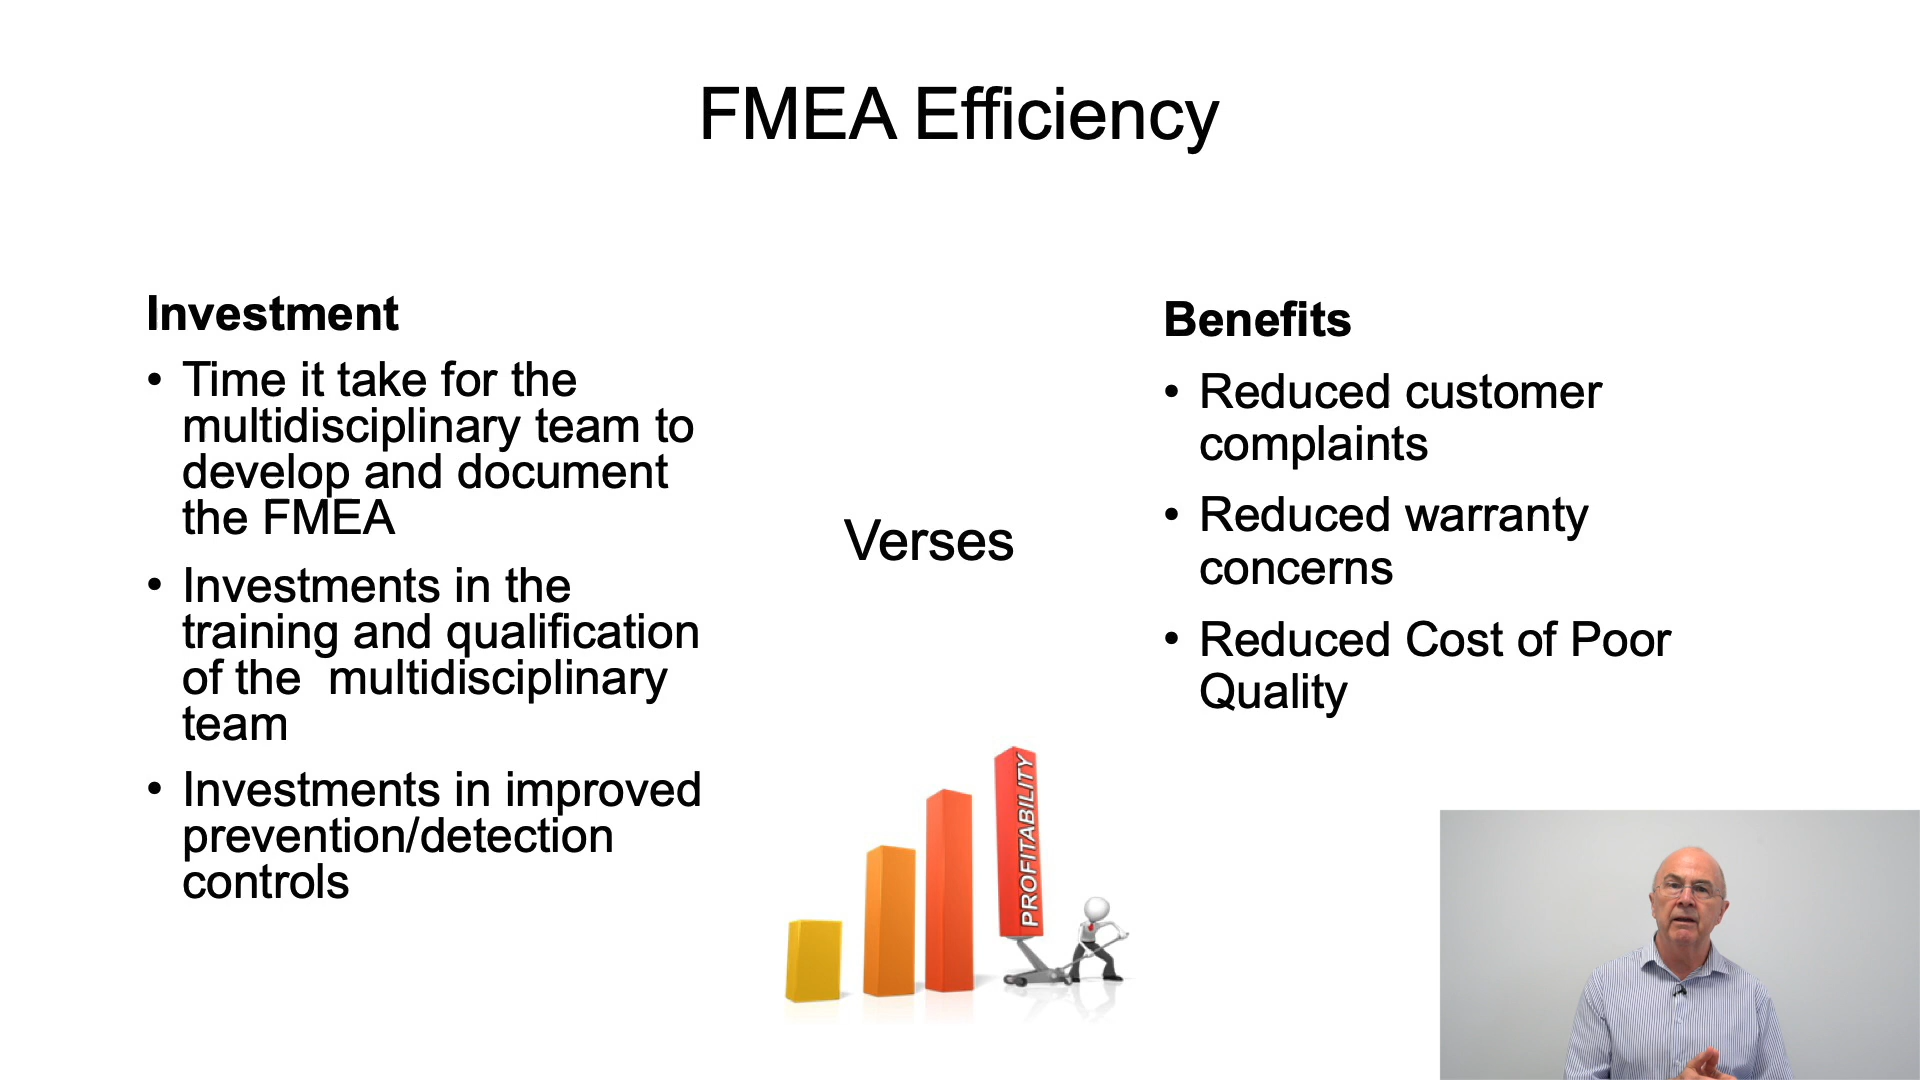 FMEA Efficiency
Investment
• Time it take for the
multidisciplinary team to
develop and document
the FMEA
• Investments in the
training and qualification
of the  multidisciplinary
team
• Investments in improved
prevention/detection
controls
Verses
PROFITABILITY
Benefits
• Reduced customer
complaints
• Reduced warranty
concerns
• Reduced Cost of Poor
Quality